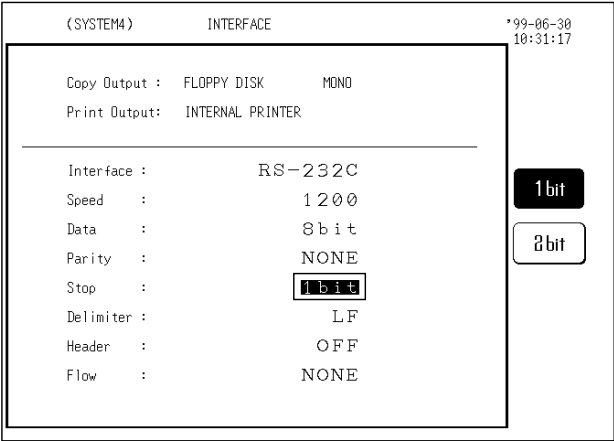 (SYSTEM4) INTERFACE '99-06-30
10:31:17
Copy Output : FLOPPY DISK MONO
Print Output: INTERNAL PRINTER
Interface : RS-232C
Speed : 1200
Data : 8bit
Parity : NONE
Stop : 1bit
Delimiter : LF
Header : OFF
Flow : NONE
1bit
2bit